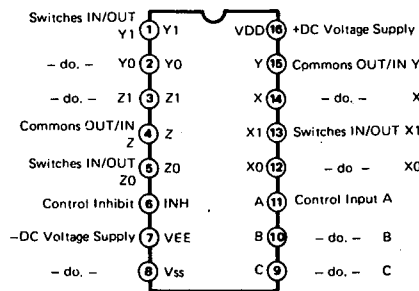 Switches IN/OUT
Y1 1 Y1 VDD 16 +DC Voltage Supply
– do. – Y0 2 Y0 Y 15 Commons OUT/IN Y
– do. – Z1 3 Z1 X 14 – do. – X
Commons OUT/IN
Z 4 Z X1 13 Switches IN/OUT X1
Switches IN/OUT
Z0 5 Z0 X0 12 – do – X0
Control Inhibit 6 INH A 11 Control Input A
–DC Voltage Supply 7 VEE B 10 – do. – B
– do. – 8 Vss C 9 – do. – C